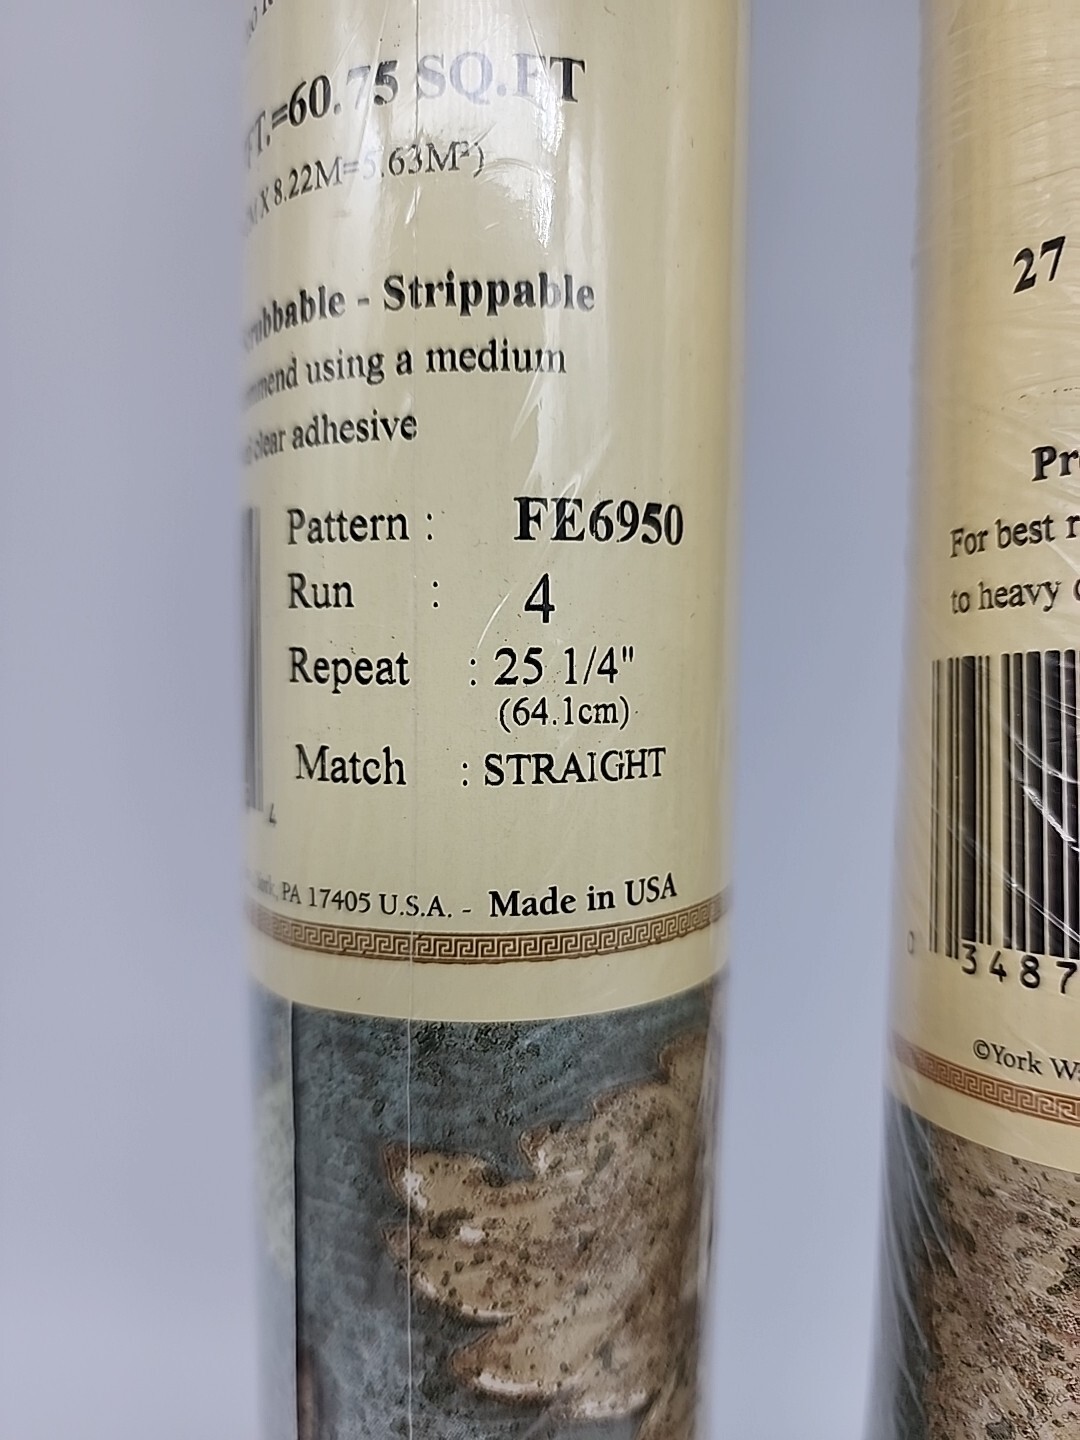 FT.=60.75 SQ.FT
X 8.22M=5.63M²)
- Strippable
using a medium
clear adhesive
Pattern : FE6950
Run : 4
Repeat : 25 1/4"
(64.1cm)
Match : STRAIGHT
4
PA 17405 U.S.A. - Made in USA
27
For best
to heavy
0 3487
©York